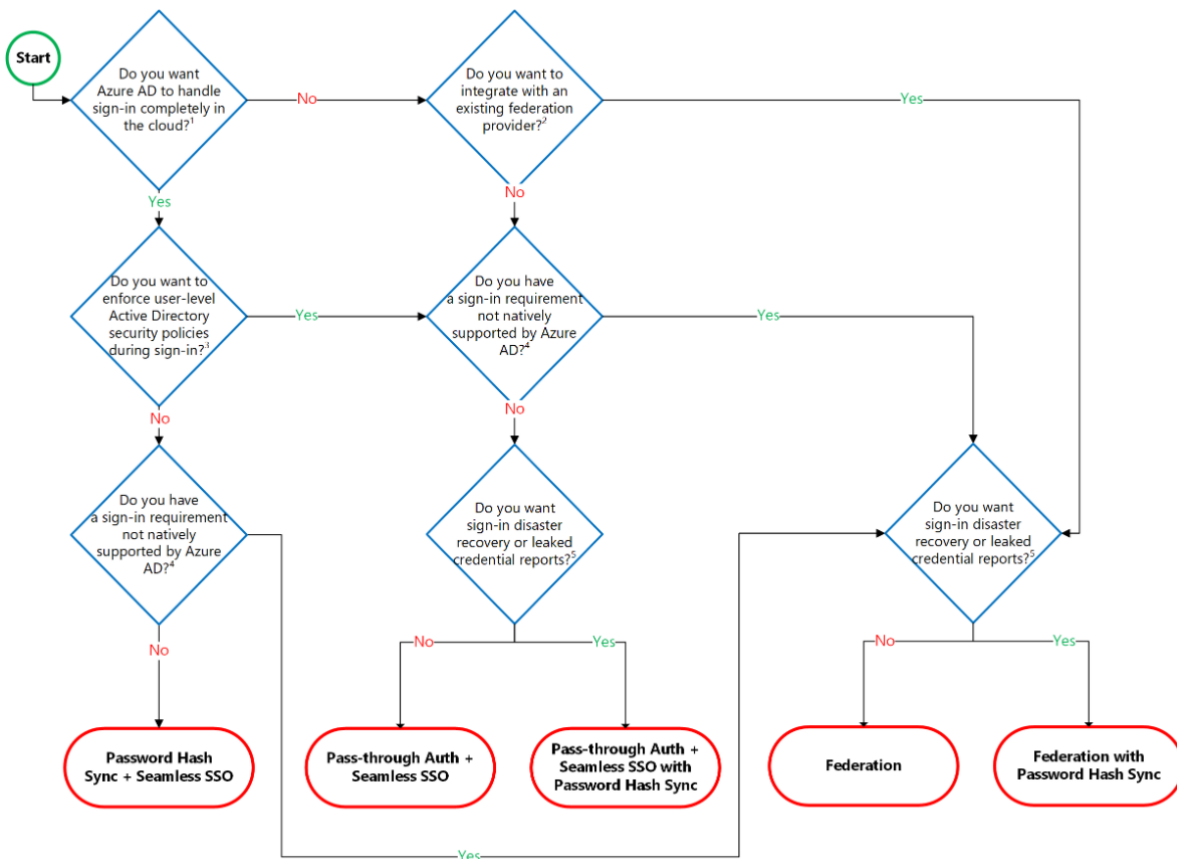 Start
Do you want
Azure AD to handle
sign-in completely in
the cloud?¹
No
Do you want to
integrate with an
existing federation
provider?²
Yes
Yes
No
Do you want to
enforce user-level
Active Directory
security policies
during sign-in?³
Yes
Do you have
a sign-in requirement
not natively
supported by Azure
AD?⁴
Yes
No
No
Do you have
a sign-in requirement
not natively
supported by Azure
AD?⁴
Do you want
sign-in disaster
recovery or leaked
credential reports?⁵
Do you want
sign-in disaster
recovery or leaked
credential reports?⁵
No
No
Yes
No
Yes
Password Hash
Sync + Seamless SSO
Pass-through Auth +
Seamless SSO
Pass-through Auth +
Seamless SSO with
Password Hash Sync
Federation
Federation with
Password Hash Sync
Yes